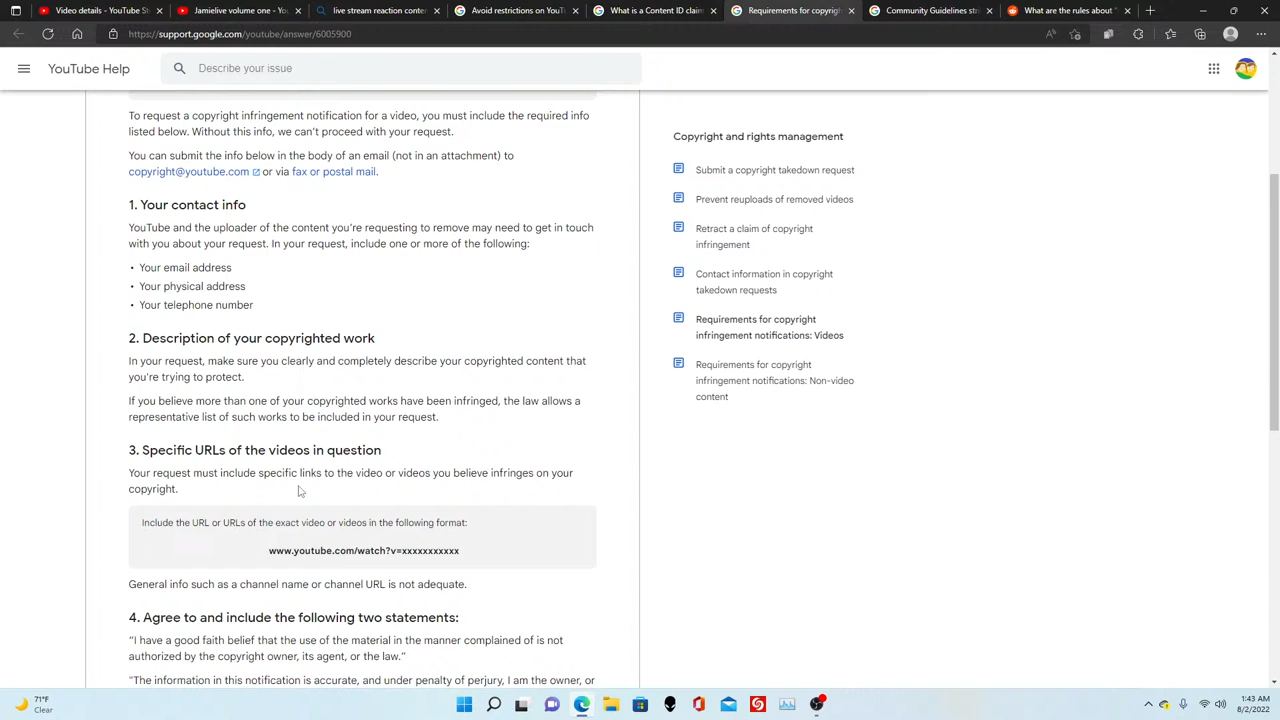 Video details - YouTube St
Jamielive volume one - You
live stream reaction conten
Avoid restrictions on YouTu
What is a Content ID claim
Requirements for copyrigh
Community Guidelines stri
What are the rules about "
https://support.google.com/youtube/answer/6005900
YouTube Help
Describe your issue
To request a copyright infringement notification for a video, you must include the required info
listed below. Without this info, we can't proceed with your request.
You can submit the info below in the body of an email (not in an attachment) to
copyright@youtube.com or via fax or postal mail.
1. Your contact info
YouTube and the uploader of the content you're requesting to remove may need to get in touch
with you about your request. In your request, include one or more of the following:
• Your email address
• Your physical address
• Your telephone number
2. Description of your copyrighted work
In your request, make sure you clearly and completely describe your copyrighted content that
you're trying to protect.
If you believe more than one of your copyrighted works have been infringed, the law allows a
representative list of such works to be included in your request.
3. Specific URLs of the videos in question
Your request must include specific links to the video or videos you believe infringes on your
copyright.
Include the URL or URLs of the exact video or videos in the following format:
www.youtube.com/watch?v=xxxxxxxxxxx
General info such as a channel name or channel URL is not adequate.
4. Agree to and include the following two statements:
“I have a good faith belief that the use of the material in the manner complained of is not
authorized by the copyright owner, its agent, or the law.”
"The information in this notification is accurate, and under penalty of perjury, I am the owner, or
Copyright and rights management
Submit a copyright takedown request
Prevent reuploads of removed videos
Retract a claim of copyright
infringement
Contact information in copyright
takedown requests
Requirements for copyright
infringement notifications: Videos
Requirements for copyright
infringement notifications: Non-video
content
71°F
Clear
1:43 AM
8/2/2022